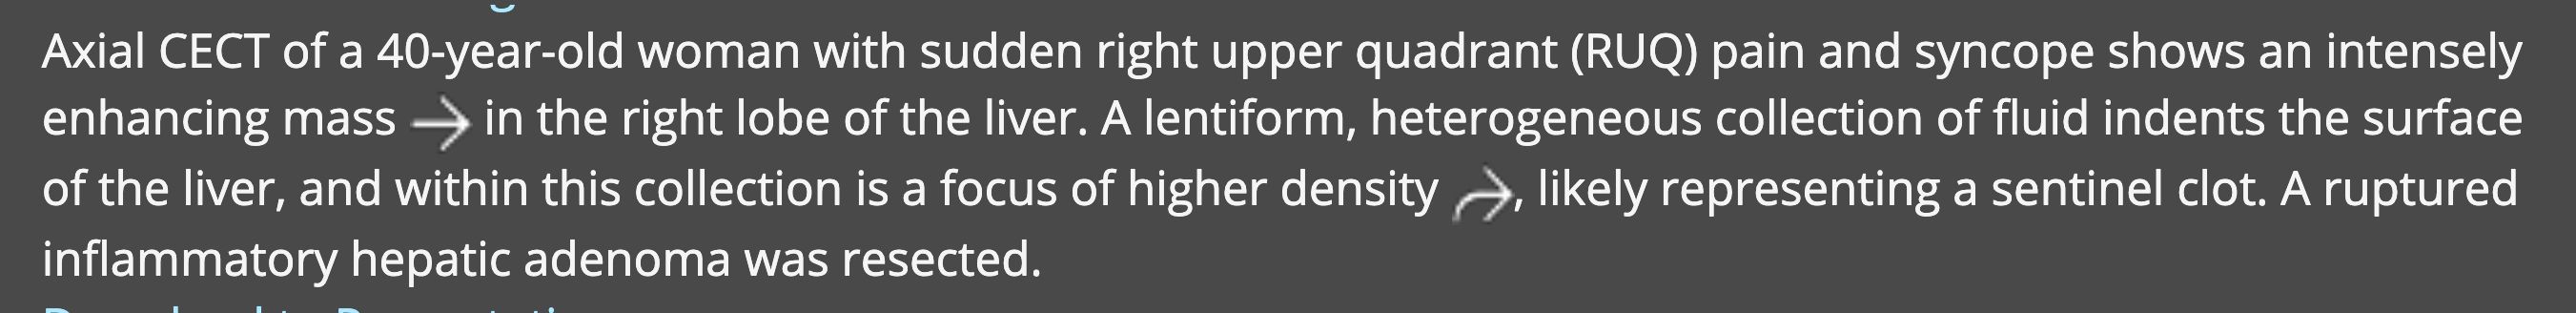 Axial CECT of a 40-year-old woman with sudden right upper quadrant (RUQ) pain and syncope shows an intensely
enhancing mass → in the right lobe of the liver. A lentiform, heterogeneous collection of fluid indents the surface
of the liver, and within this collection is a focus of higher density ↷, likely representing a sentinel clot. A ruptured
inflammatory hepatic adenoma was resected.